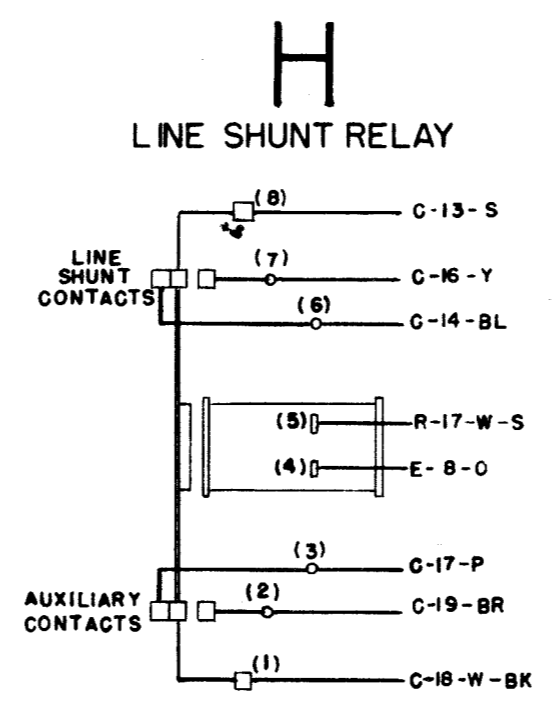 H
LINE SHUNT RELAY
(8) C-13-S
LINE
SHUNT
CONTACTS
(7) C-16-Y
(6) C-14-BL
(5) R-17-W-S
(4) E-8-O
(3) C-17-P
AUXILIARY
CONTACTS
(2) C-19-BR
(1) C-18-W-BK